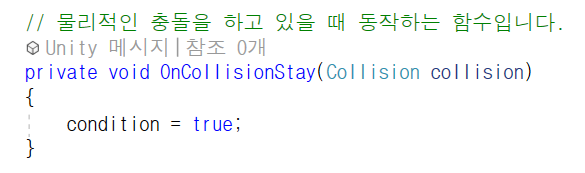 // 물리적인 충돌을 하고 있을 때 동작하는 함수입니다.
Unity 메시지 | 참조 0개
private void OnCollisionStay(Collision collision)
{
    condition = true;
}